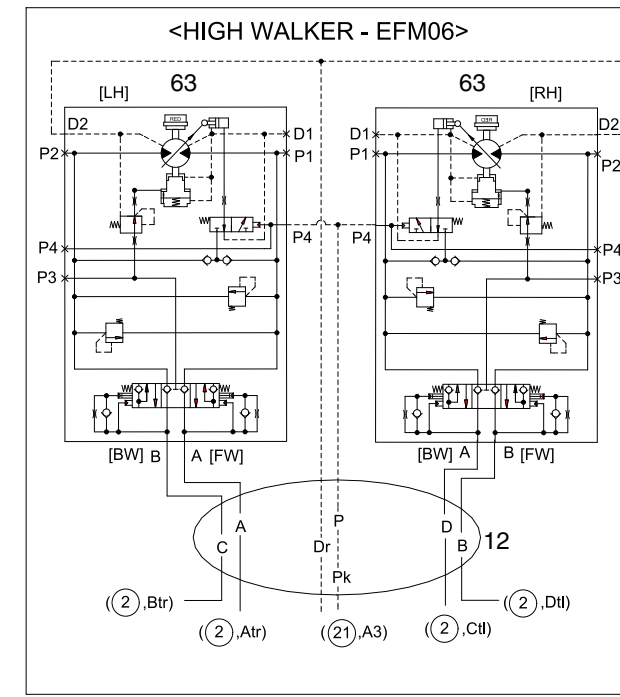 <HIGH WALKER - EFM06>
[LH] 63 63 [RH]
RED RED
D2 D1 D1 D2
P2 P1 P1 P2
P4 P4 P4 P4
P3 P3
[BW] B A [FW] [BW] A B [FW]
A P D
C Dr B 12
Pk
(2,Btr) (2,Dtl)
(2,Atr) (21,A3) (2,Ctl)